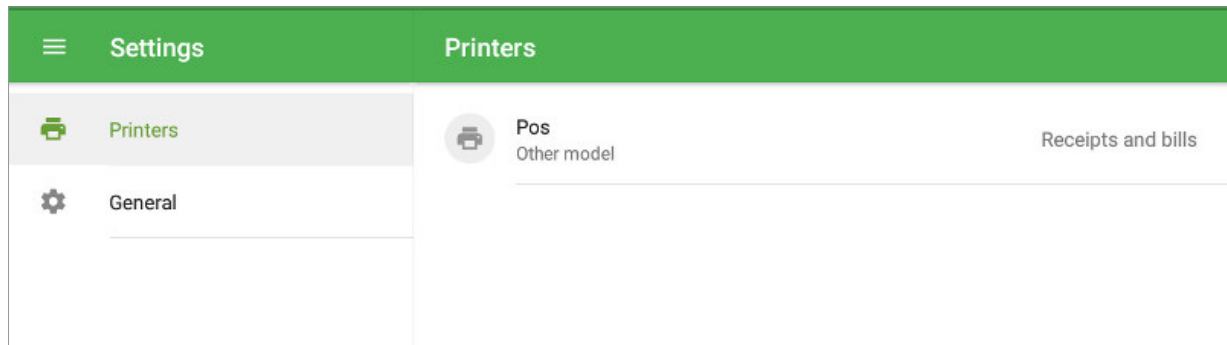 Settings
Printers
Printers
General
Pos
Other model
Receipts and bills